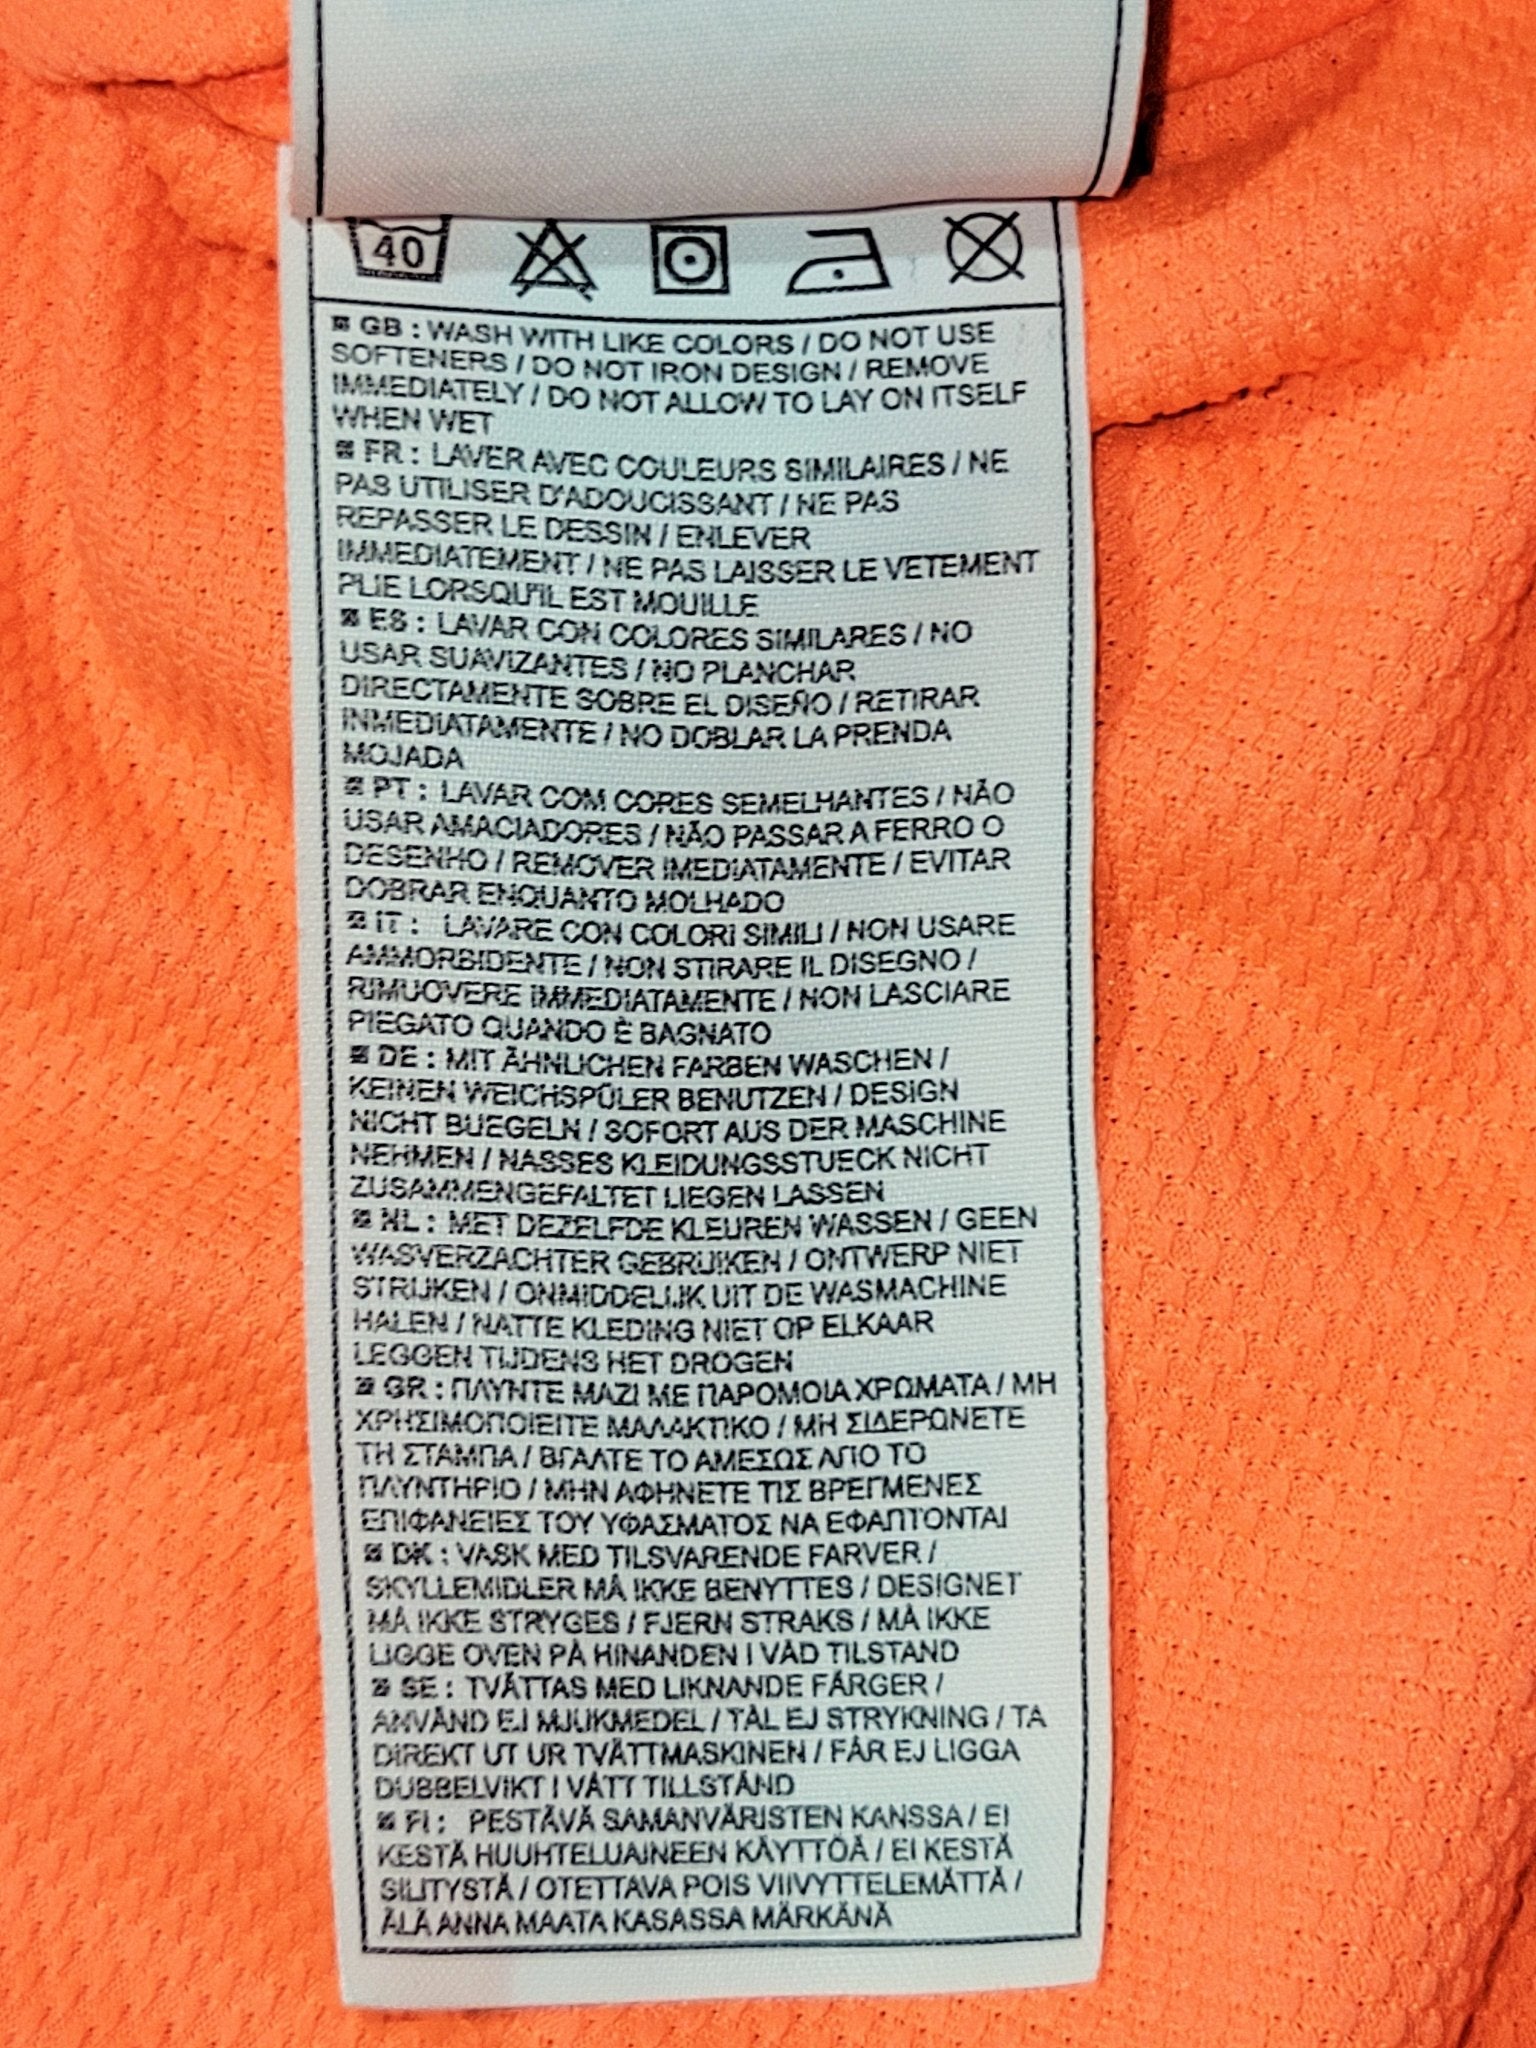 40
GB : WASH WITH LIKE COLORS / DO NOT USE
SOFTENERS / DO NOT IRON DESIGN / REMOVE
IMMEDIATELY / DO NOT ALLOW TO LAY ON ITSELF
WHEN WET
FR : LAVER AVEC COULEURS SIMILAIRES / NE
PAS UTILISER D'ADOUCISSANT / NE PAS
REPASSER LE DESSIN / ENLEVER
IMMEDIATEMENT / NE PAS LAISSER LE VETEMENT
PLIE LORSQU'IL EST MOUILLE
ES : LAVAR CON COLORES SIMILARES / NO
USAR SUAVIZANTES / NO PLANCHAR
DIRECTAMENTE SOBRE EL DISEÑO / RETIRAR
INMEDIATAMENTE / NO DOBLAR LA PRENDA
MOJADA
PT : LAVAR COM CORES SEMELHANTES / NÃO
USAR AMACIADORES / NÃO PASSAR A FERRO O
DESENHO / REMOVER IMEDIATAMENTE / EVITAR
DOBRAR ENQUANTO MOLHADO
IT : LAVARE CON COLORI SIMILI / NON USARE
AMMORBIDENTE / NON STIRARE IL DISEGNO /
RIMUOVERE IMMEDIATAMENTE / NON LASCIARE
PIEGATO QUANDO È BAGNATO
DE : MIT ÄHNLICHEN FARBEN WASCHEN /
KEINEN WEICHSPÜLER BENUTZEN / DESIGN
NICHT BUEGELN / SOFORT AUS DER MASCHINE
NEHMEN / NASSES KLEIDUNGSSTUECK NICHT
ZUSAMMENGEFALTET LIEGEN LASSEN
NL : MET DEZELFDE KLEUREN WASSEN / GEEN
WASVERZACHTER GEBRUIKEN / ONTWERP NIET
STRIJKEN / ONMIDDELIJK UIT DE WASMACHINE
HALEN / NATTE KLEDING NIET OP ELKAAR
LEGGEN TIJDENS HET DROGEN
GR : ΠΛΥΝΤΕ ΜΑΖΙ ΜΕ ΠΑΡΟΜΟΙΑ ΧΡΩΜΑΤΑ / ΜΗ
ΧΡΗΣΙΜΟΠΟΙΕΙΤΕ ΜΑΛΑΚΤΙΚΟ / ΜΗ ΣΙΔΕΡΩΝΕΤΕ
ΤΗ ΣΤΑΜΠΑ / ΒΓΑΛΤΕ ΤΟ ΑΜΕΣΩΣ ΑΠΟ ΤΟ
ΠΛΥΝΤΗΡΙΟ / ΜΗΝ ΑΦΗΝΕΤΕ ΤΙΣ ΒΡΕΓΜΕΝΕΣ
ΕΠΙΦΑΝΕΙΕΣ ΤΟΥ ΥΦΑΣΜΑΤΟΣ ΝΑ ΕΦΑΠΤΟΝΤΑΙ
DK : VASK MED TILSVARENDE FARVER /
SKYLLEMIDLER MÅ IKKE BENYTTES / DESIGNET
MÅ IKKE STRYGES / FJERN STRAKS / MÅ IKKE
LIGGE OVEN PÅ HINANDEN I VÅD TILSTAND
SE : TVÄTTAS MED LIKNANDE FÄRGER /
ANVÄND EJ MJUKMEDEL / TÅL EJ STRYKNING / TA
DIREKT UT UR TVÄTTMASKINEN / FÅR EJ LIGGA
DUBBELVIKT I VÅTT TILLSTÅND
FI : PESTÄVÄ SAMANVÄRISTEN KANSSA / EI
KESTÄ HUUHTELUAINEEN KÄYTTÖÄ / EI KESTÄ
SILITYSTÄ / OTETTAVA POIS VIIVYTTELEMÄTTÄ /
ÄLÄ ANNA MAATA KASASSA MÄRKÄNÄ